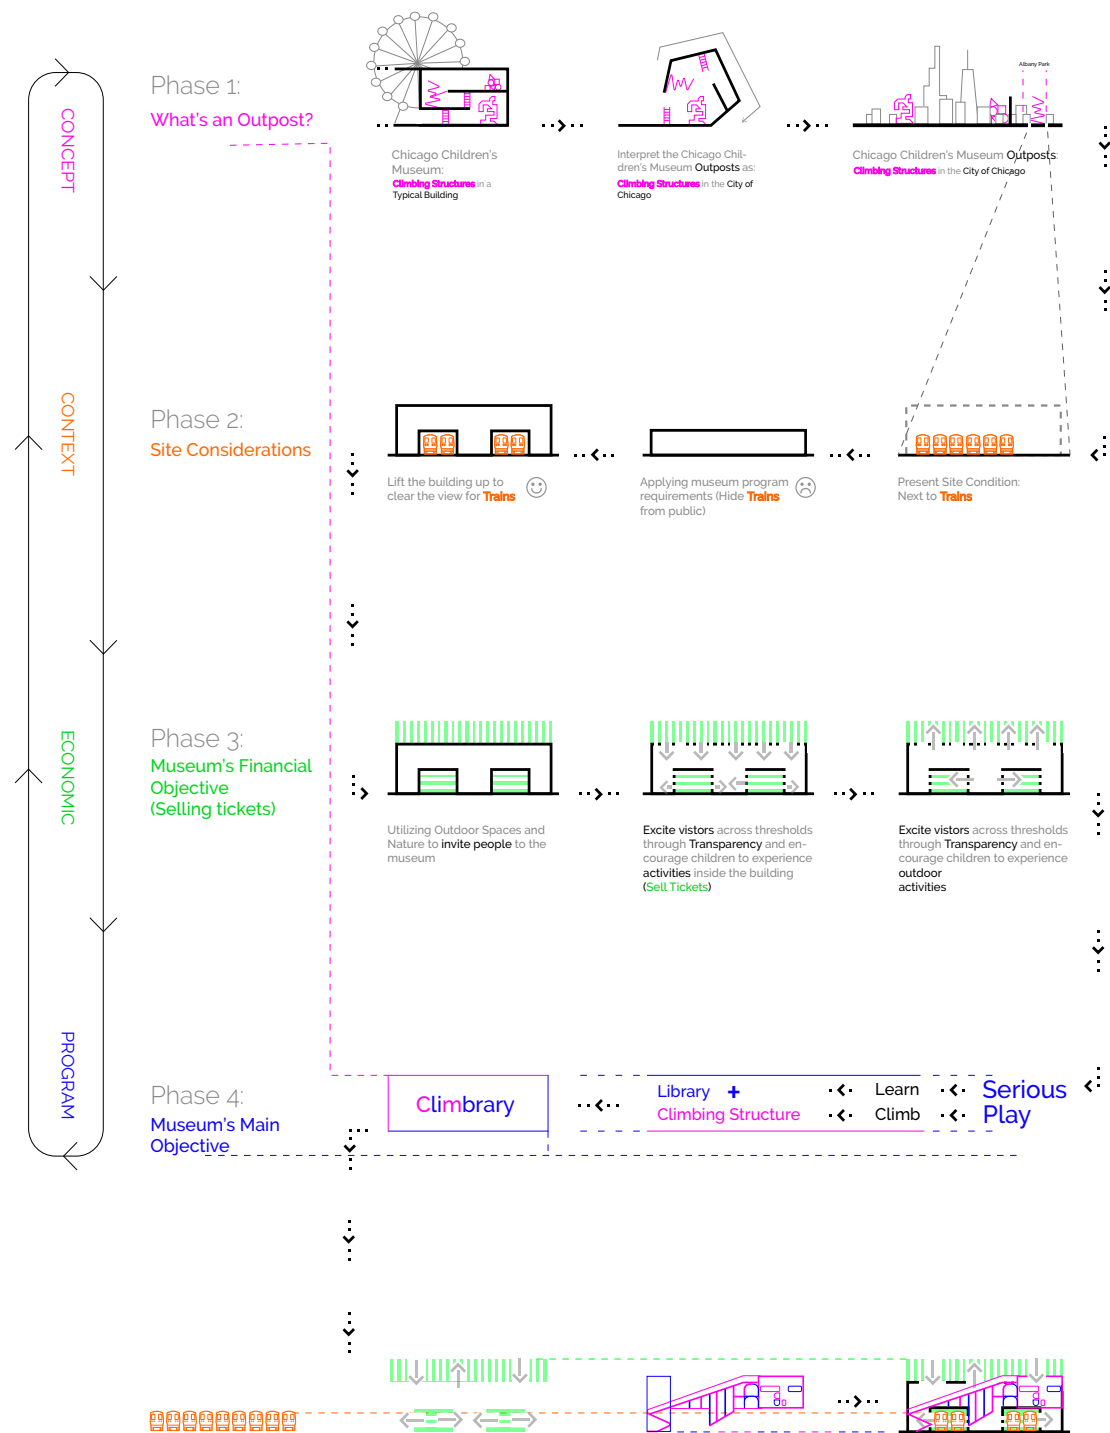 CONCEPT
CONTEXT
ECONOMIC
PROGRAM
Phase 1:
What's an Outpost?
Chicago Children's
Museum:
Climbing Structures in a
Typical Building
Interpret the Chicago Chil-
dren's Museum Outposts as:
Climbing Structures in the City of
Chicago
Albany Park
Chicago Children's Museum Outposts:
Climbing Structures in the City of Chicago
Phase 2:
Site Considerations
Lift the building up to
clear the view for Trains
Applying museum program
requirements (Hide Trains
from public)
Present Site Condition:
Next to Trains
Phase 3:
Museum's Financial
Objective
(Selling tickets)
Utilizing Outdoor Spaces and
Nature to invite people to the
museum
Excite vistors across thresholds
through Transparency and en-
courage children to experience
activities inside the building
(Sell Tickets)
Excite vistors across thresholds
through Transparency and en-
courage children to experience
outdoor
activities
Phase 4:
Museum's Main
Objective
Climbrary
Library +
Climbing Structure
Learn
Climb
Serious
Play